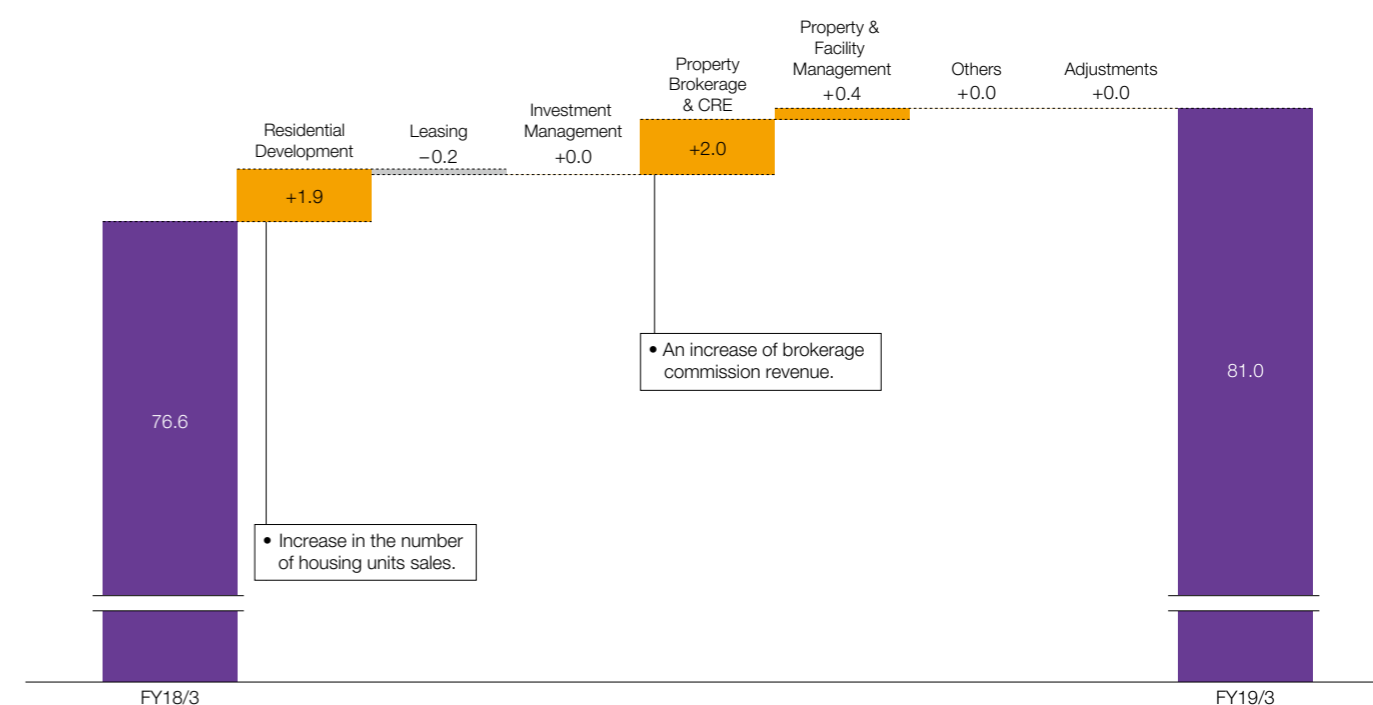 Residential
Development
+1.9
Leasing
−0.2
Investment
Management
+0.0
Property
Brokerage
& CRE
+2.0
Property &
Facility
Management
+0.4
Others
+0.0
Adjustments
+0.0
76.6
81.0
• An increase of brokerage
commission revenue.
• Increase in the number
of housing units sales.
FY18/3
FY19/3